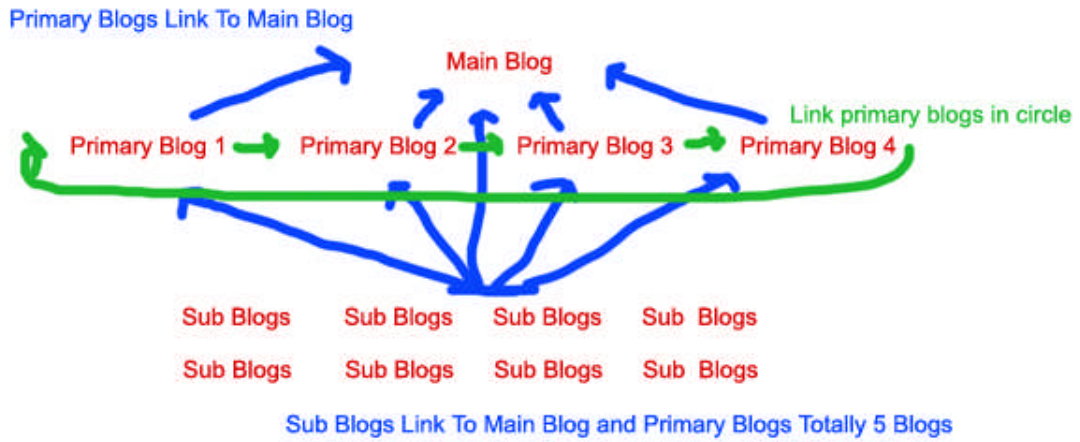 Primary Blogs Link To Main Blog
Main Blog
Link primary blogs in circle
Primary Blog 1 Primary Blog 2 Primary Blog 3 Primary Blog 4
Sub Blogs Sub Blogs Sub Blogs Sub Blogs
Sub Blogs Sub Blogs Sub Blogs Sub Blogs
Sub Blogs Link To Main Blog and Primary Blogs Totally 5 Blogs